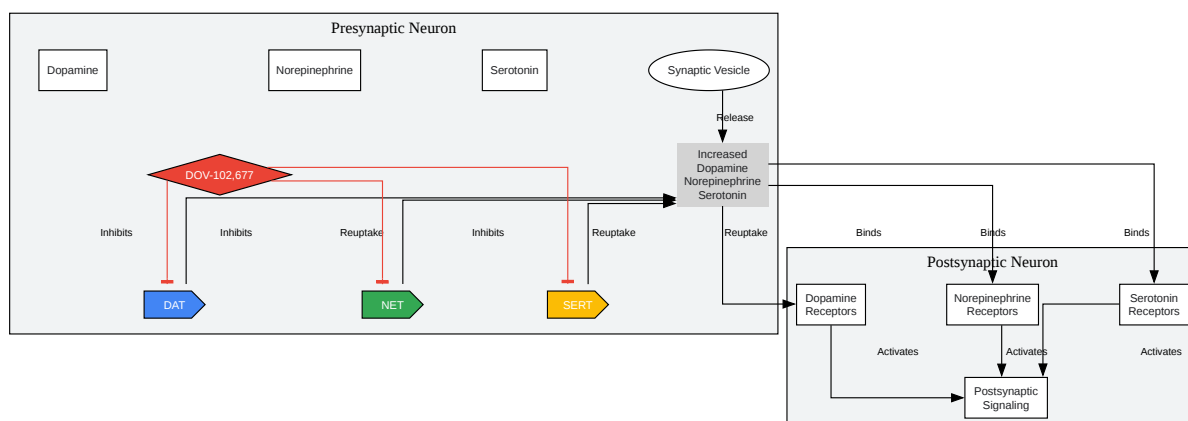 Presynaptic Neuron
Dopamine
Norepinephrine
Serotonin
Synaptic Vesicle
Release
Increased
Dopamine
Norepinephrine
Serotonin
DOV-102,677
Inhibits
Inhibits
Reuptake
Inhibits
Reuptake
Reuptake
Binds
Binds
Binds
Postsynaptic Neuron
DAT
NET
SERT
Dopamine
Receptors
Norepinephrine
Receptors
Serotonin
Receptors
Activates
Activates
Activates
Postsynaptic
Signaling